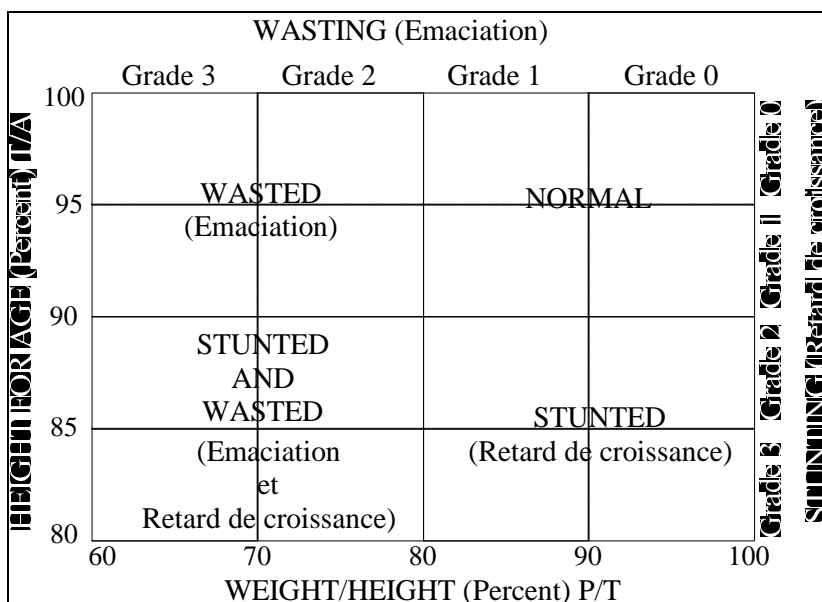 WASTING (Emaciation)
Grade 3 Grade 2 Grade 1 Grade 0
HEIGHT FOR AGE (Percent) T/A
100
95
90
85
80
WASTED
(Emaciation)
NORMAL
STUNTED
AND
WASTED
(Emaciation
et
Retard de croissance)
STUNTED
(Retard de croissance)
Grade 0
Grade 1
Grade 2
Grade 3
STUNTING (Retard de croissance)
60 70 80 90 100
WEIGHT/HEIGHT (Percent) P/T